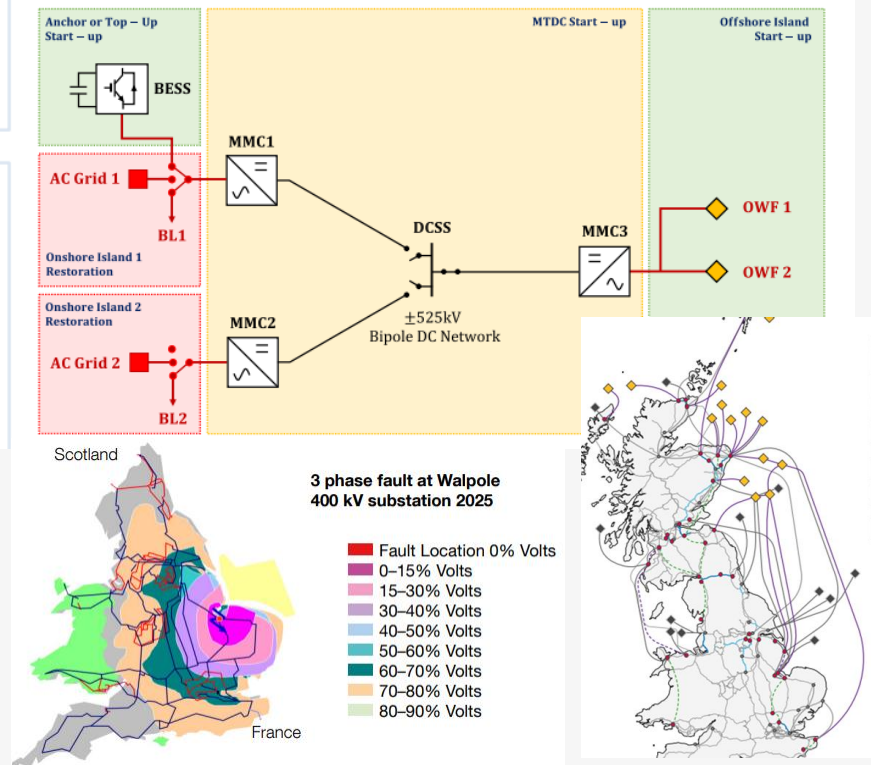 Anchor or Top – Up
Start – up
MTDC Start – up
Offshore Island
Start – up
BESS
MMC1
AC Grid 1
BL1
Onshore Island 1
Restoration
DCSS
MMC3
OWF 1
OWF 2
Onshore Island 2
Restoration
MMC2
±525kV
Bipole DC Network
AC Grid 2
BL2
Scotland
3 phase fault at Walpole
400 kV substation 2025
Fault Location 0% Volts
0–15% Volts
15–30% Volts
30–40% Volts
40–50% Volts
50–60% Volts
60–70% Volts
70–80% Volts
80–90% Volts
France